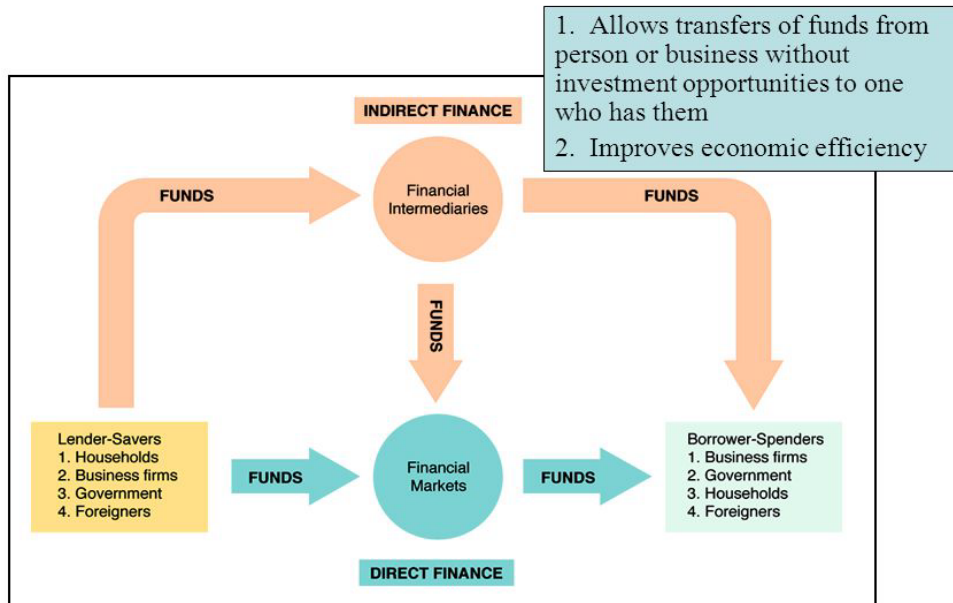 1. Allows transfers of funds from
person or business without
investment opportunities to one
who has them
2. Improves economic efficiency
INDIRECT FINANCE
FUNDS
Financial
Intermediaries
FUNDS
FUNDS
Lender-Savers
1. Households
2. Business firms
3. Government
4. Foreigners
FUNDS
Financial
Markets
FUNDS
Borrower-Spenders
1. Business firms
2. Government
3. Households
4. Foreigners
DIRECT FINANCE